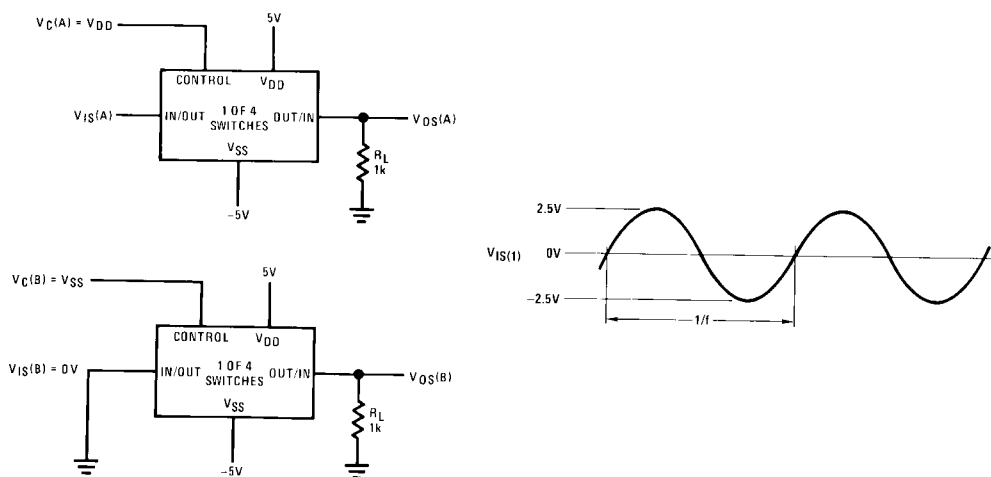 VC(A) = VDD
5V
CONTROL
VDD
VIS(A)
IN/OUT
1 OF 4
SWITCHES
OUT/IN
VOS(A)
VSS
RL
1k
-5V
VC(B) = VSS
5V
CONTROL
VDD
VIS(B) = 0V
IN/OUT
1 OF 4
SWITCHES
OUT/IN
VOS(B)
VSS
RL
1k
-5V
2.5V
VIS(1)
0V
-2.5V
1/f